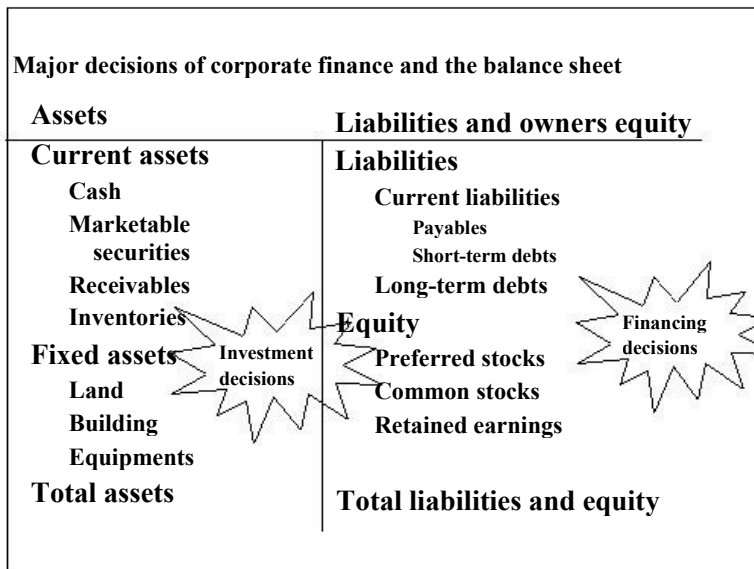 Major decisions of corporate finance and the balance sheet
Assets
Current assets
Cash
Marketable
securities
Receivables
Inventories
Fixed assets
Land
Building
Equipments
Total assets
Investment
decisions
Liabilities and owners equity
Liabilities
Current liabilities
Payables
Short-term debts
Long-term debts
Equity
Preferred stocks
Common stocks
Retained earnings
Total liabilities and equity
Financing
decisions